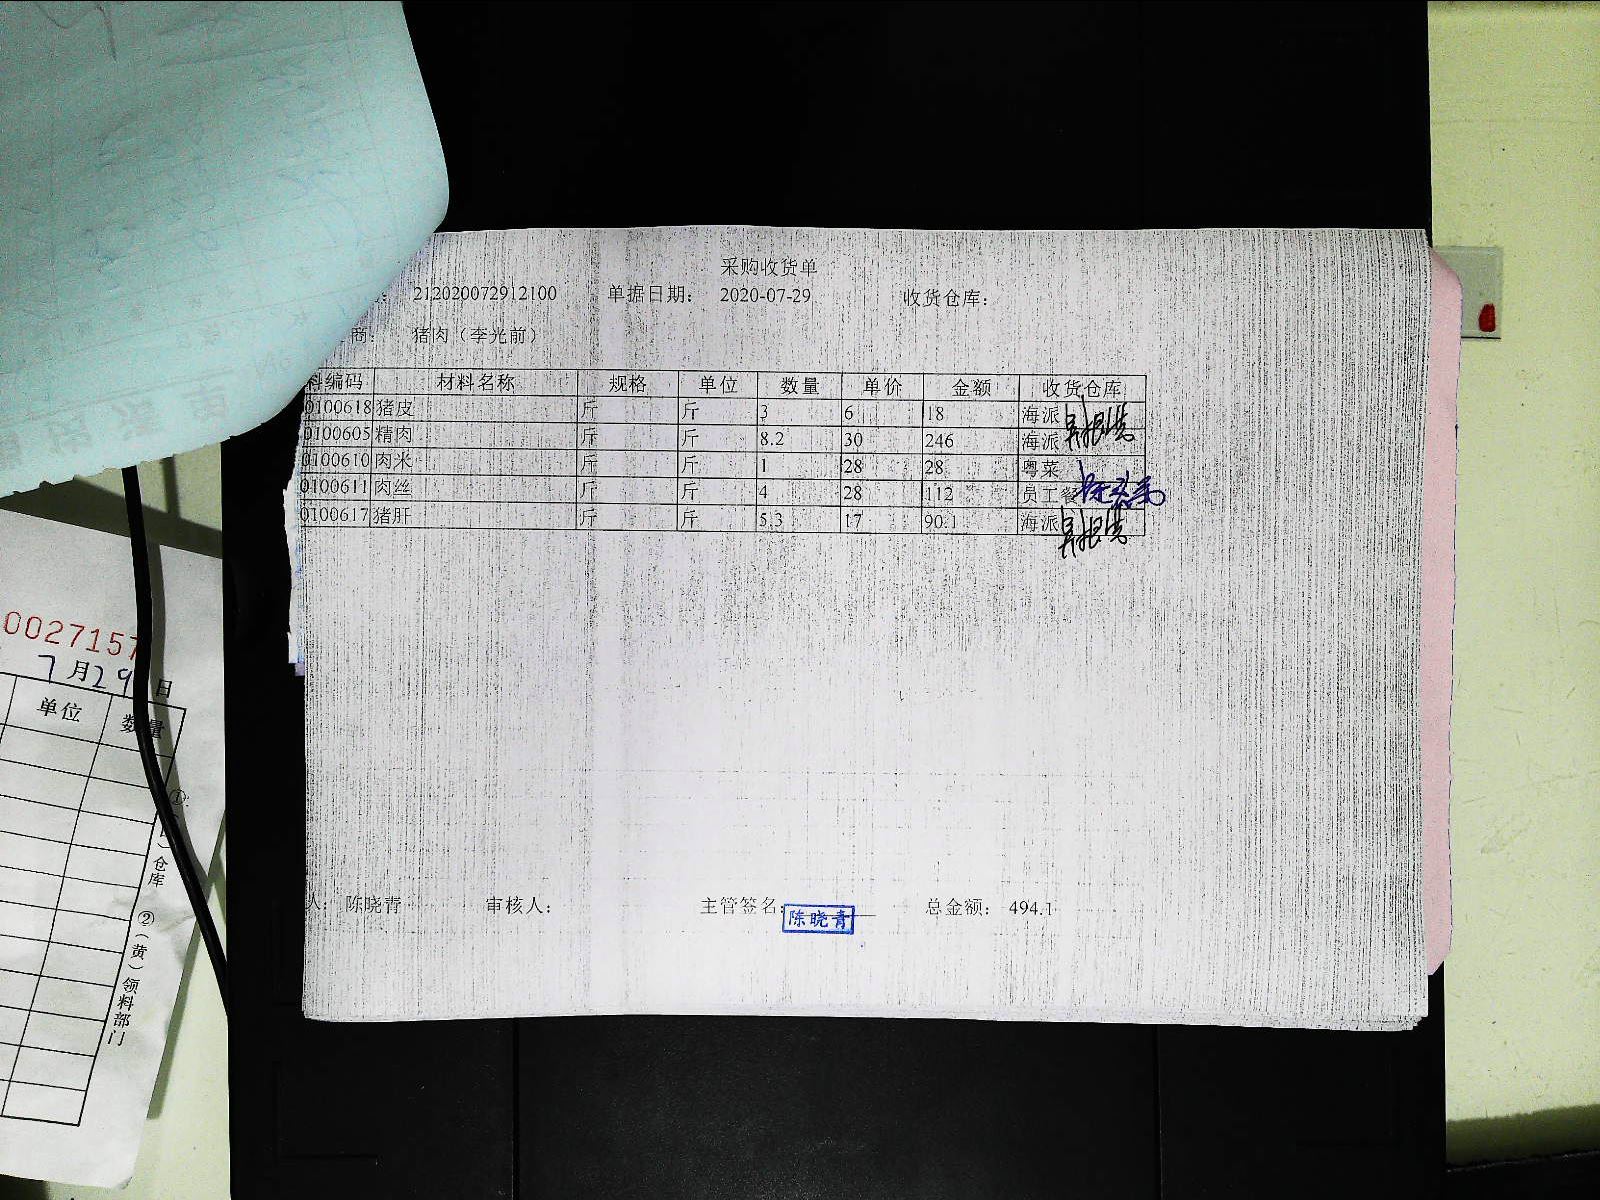 采购收货单
: 212020072912100 单据日期: 2020-07-29 收货仓库:
商: 猪肉（李光前）
料编码 材料名称 规格 单位 数量 单价 金额 收货仓库
0100618 猪皮 斤 斤 3 6 18 海派
0100605 精肉 斤 斤 8.2 30 246 海派
0100610 肉米 斤 斤 1 28 28 粤菜
0100611 肉丝 斤 斤 4 28 112 员工餐
0100617 猪肝 斤 斤 5.3 17 90.1 海派
人: 陈晓青 审核人: 主管签名: 陈晓青 总金额: 494.1
0027157
7月29日
单位 数量
①
）仓库
②（黄）领料部门